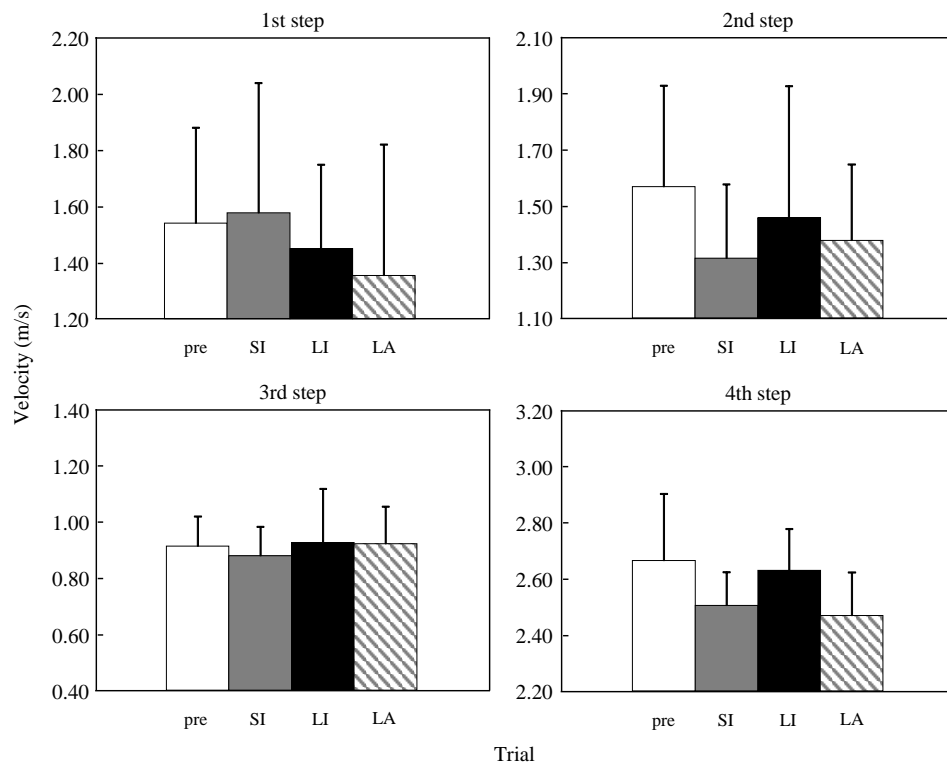 1st step
2nd step
2.20
2.00
1.80
1.60
1.40
1.20
2.10
1.90
1.70
1.50
1.30
1.10
pre SI LI LA
pre SI LI LA
Velocity (m/s)
3rd step
4th step
1.40
1.20
1.00
0.80
0.60
0.40
3.20
3.00
2.80
2.60
2.40
2.20
pre SI LI LA
pre SI LI LA
Trial